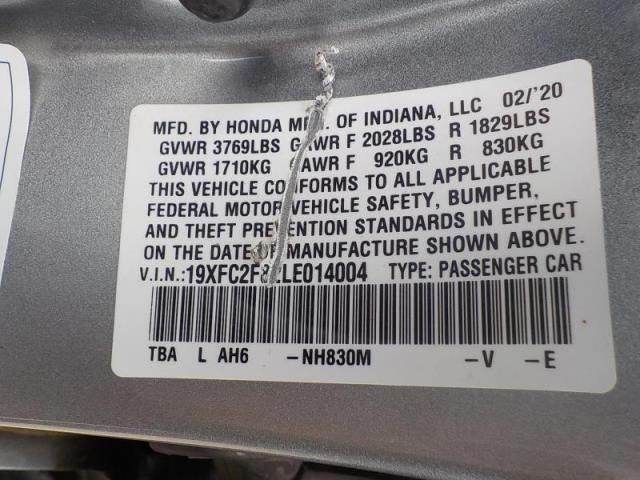 MFD. BY HONDA OF INDIANA, LLC 02/'20
GVWR 3769LBS GAWR F 2028LBS R 1829LBS
GVWR 1710KG GAWR F 920KG R 830KG
THIS VEHICLE CONFORMS TO ALL APPLICABLE
FEDERAL MOTOR VEHICLE SAFETY, BUMPER,
AND THEFT PREVENTION STANDARDS IN EFFECT
ON THE DATE OF MANUFACTURE SHOWN ABOVE.
V.I.N.: TYPE: PASSENGER CAR
TBA L AH6 -NH830M -V -E